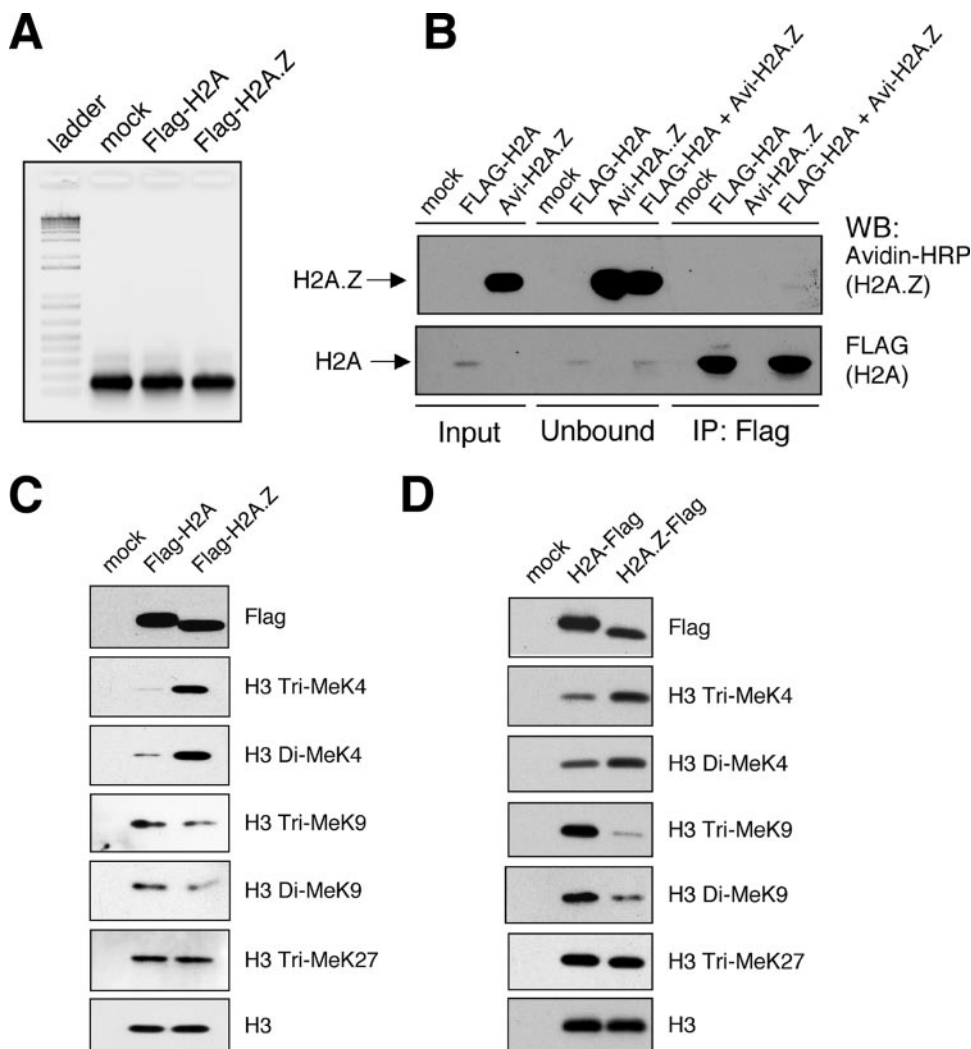 A
ladder
mock
Flag-H2A
Flag-H2A.Z
B
mock
FLAG-H2A
Avi-H2A.Z
mock
FLAG-H2A
Avi-H2A..Z
FLAG-H2A + Avi-H2A.Z
mock
FLAG-H2A
Avi-H2A..Z
FLAG-H2A + Avi-H2A.Z
WB:
Avidin-HRP
(H2A.Z)
H2A.Z
H2A
FLAG
(H2A)
Input
Unbound
IP: Flag
C
mock
Flag-H2A
Flag-H2A.Z
Flag
H3 Tri-MeK4
H3 Di-MeK4
H3 Tri-MeK9
H3 Di-MeK9
H3 Tri-MeK27
H3
D
mock
H2A-Flag
H2A.Z-Flag
Flag
H3 Tri-MeK4
H3 Di-MeK4
H3 Tri-MeK9
H3 Di-MeK9
H3 Tri-MeK27
H3